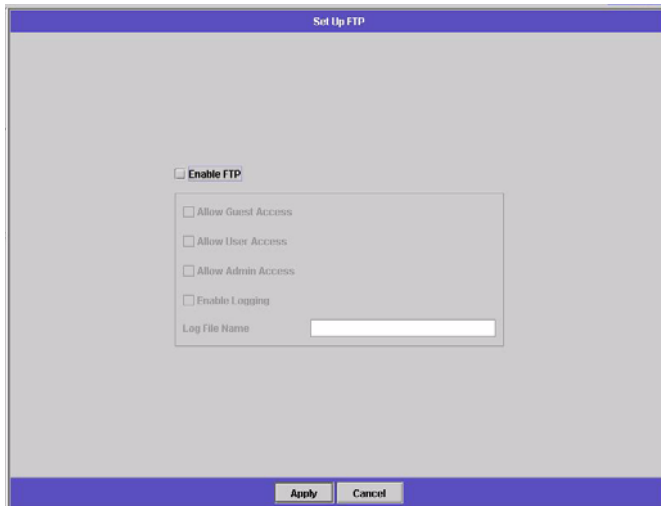 Set Up FTP
Enable FTP
Allow Guest Access
Allow User Access
Allow Admin Access
Enable Logging
Log File Name
Apply Cancel